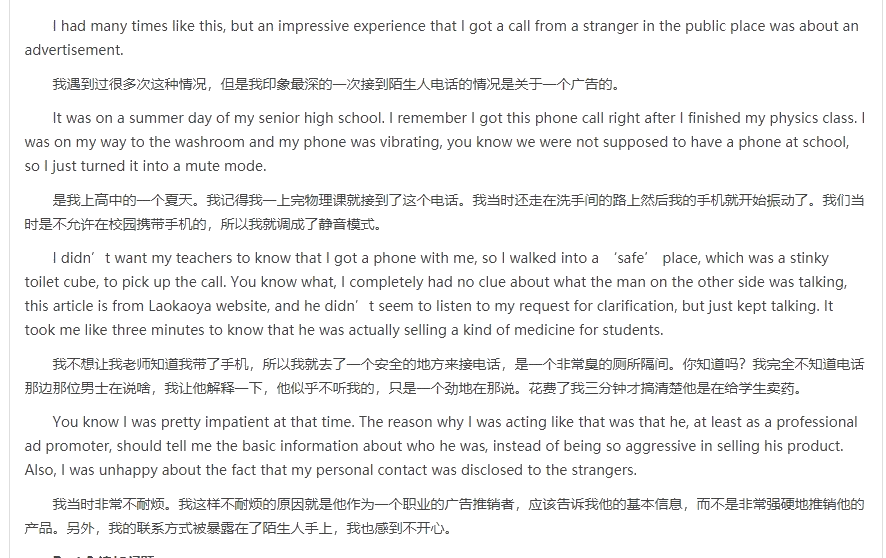 I had many times like this, but an impressive experience that I got a call from a stranger in the public place was about an
advertisement.
我遇到过很多次这种情况，但是我印象最深的一次接到陌生人电话的情况是关于一个广告的。
It was on a summer day of my senior high school. I remember I got this phone call right after I finished my physics class. I
was on my way to the washroom and my phone was vibrating, you know we were not supposed to have a phone at school,
so I just turned it into a mute mode.
是我上高中的一个夏天。我记得我一上完物理课就接到了这个电话。我当时还走在洗手间的路上然后我的手机就开始振动了。我们当
时是不允许在校园携带手机的，所以我就调成了静音模式。
I didn’t want my teachers to know that I got a phone with me, so I walked into a ‘safe’ place, which was a stinky
toilet cube, to pick up the call. You know what, I completely had no clue about what the man on the other side was talking,
this article is from Laokaoya website, and he didn’t seem to listen to my request for clarification, but just kept talking. It
took me like three minutes to know that he was actually selling a kind of medicine for students.
我不想让我老师知道我带了手机，所以我就去了一个安全的地方来接电话，是一个非常臭的厕所隔间。你知道吗？我完全不知道电话
那边那位男士在说啥，我让他解释一下，他似乎不听我的，只是一个劲地在那说。花费了我三分钟才搞清楚他是在给学生卖药。
You know I was pretty impatient at that time. The reason why I was acting like that was that he, at least as a professional
ad promoter, should tell me the basic information about who he was, instead of being so aggressive in selling his product.
Also, I was unhappy about the fact that my personal contact was disclosed to the strangers.
我当时非常不耐烦。我这样不耐烦的原因就是他作为一个职业的广告推销者，应该告诉我他的基本信息，而不是非常强硬地推销他的
产品。另外，我的联系方式被暴露在了陌生人手上，我也感到不开心。